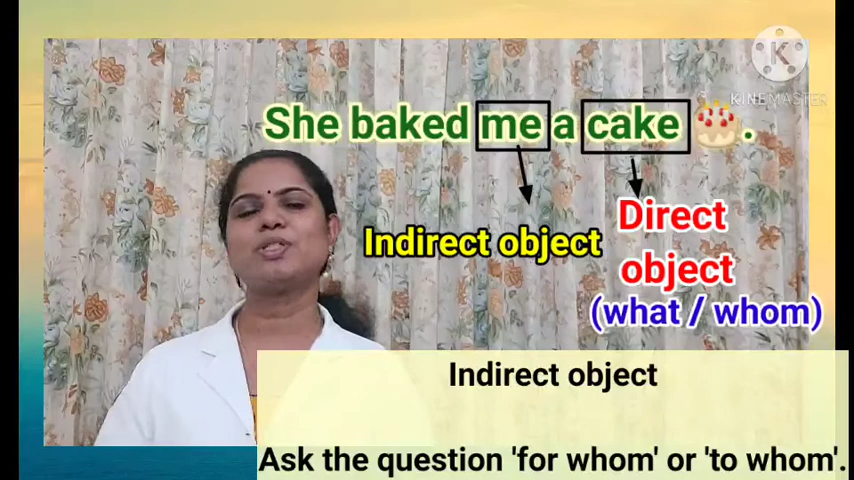 K
KINEMASTER
She baked me a cake 🎂.
Indirect object
Direct
object
(what / whom)
Indirect object
Ask the question 'for whom' or 'to whom'.